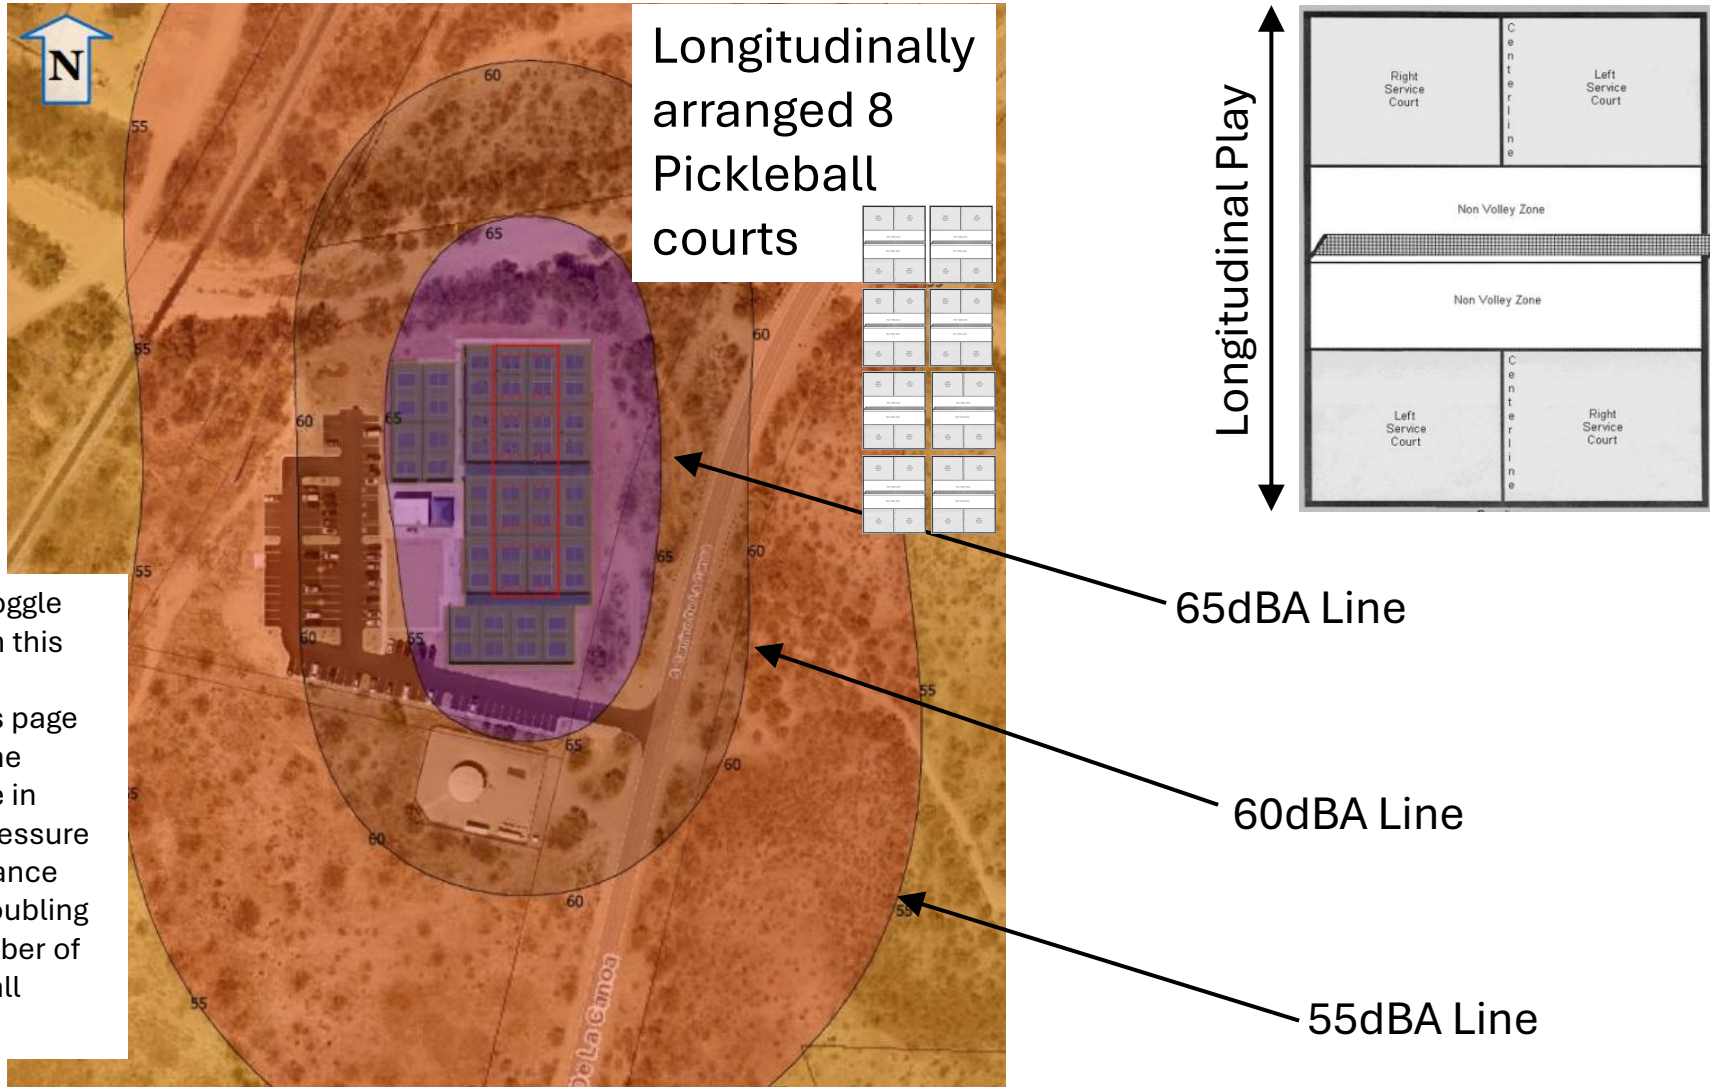 N
Longitudinally
arranged 8
Pickleball
courts
60
55
65
55
60
60
65
55
65
60
60
65
55
55
65
60
60
55
60
55
De La Canoa
oggle
n this
s page
ne
e in
essure
ance
oubling
ber of
all
65dBA Line
60dBA Line
55dBA Line
Longitudinal Play
Right
Service
Court
Centerline
Left
Service
Court
Non Volley Zone
Non Volley Zone
Left
Service
Court
Centerline
Right
Service
Court